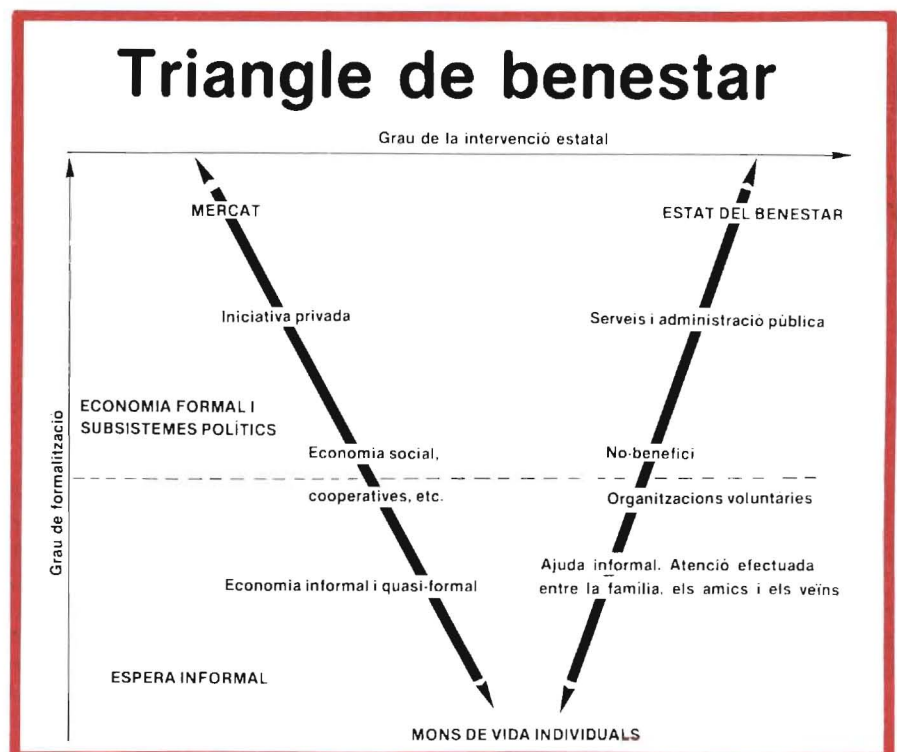 Triangle de benestar
Grau de la intervenció estatal
MERCAT
ESTAT DEL BENESTAR
Iniciativa privada
Serveis i administració pública
Grau de formalització
ECONOMIA FORMAL I
SUBSISTEMES POLÍTICS
Economia social,
No-benefici
cooperatives, etc.
Organitzacions voluntàries
Economia informal i quasi-formal
Ajuda informal. Atenció efectuada
entre la família, els amics i els veïns
ESPERA INFORMAL
MONS DE VIDA INDIVIDUALS